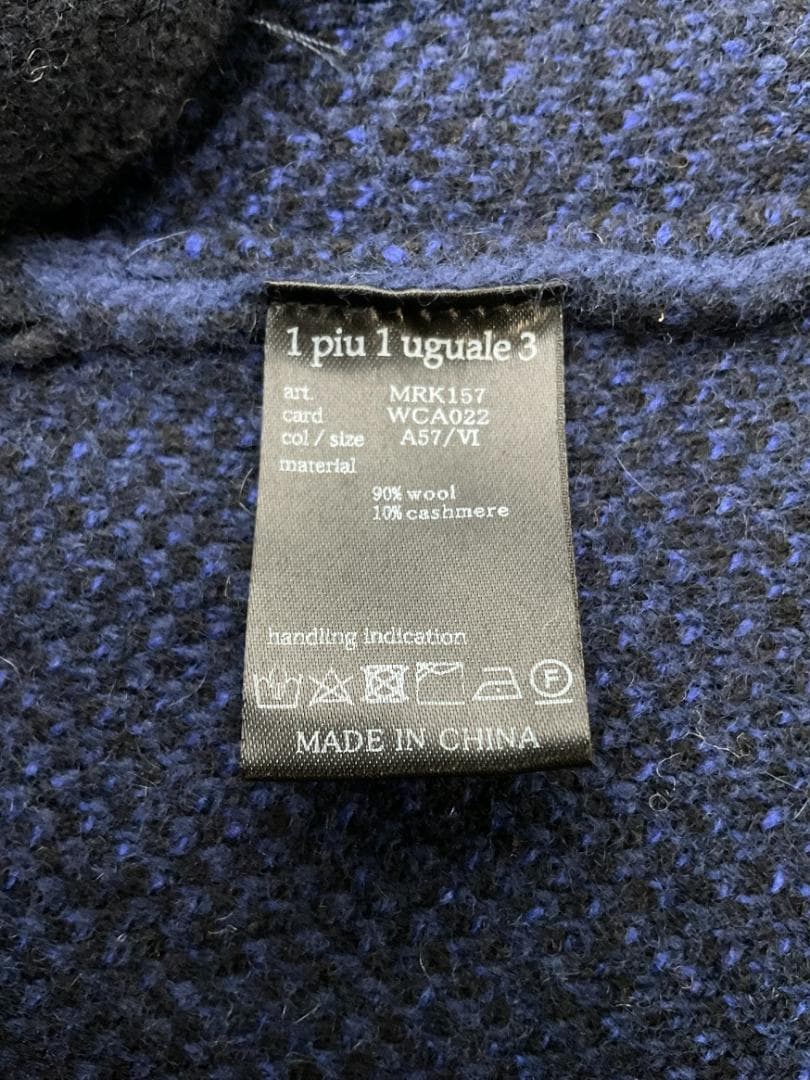 1 piu 1 uguale 3
art. MRK157
card WCA022
col / size A57/VI
material
90% wool
10% cashmere
handling indication
F
MADE IN CHINA